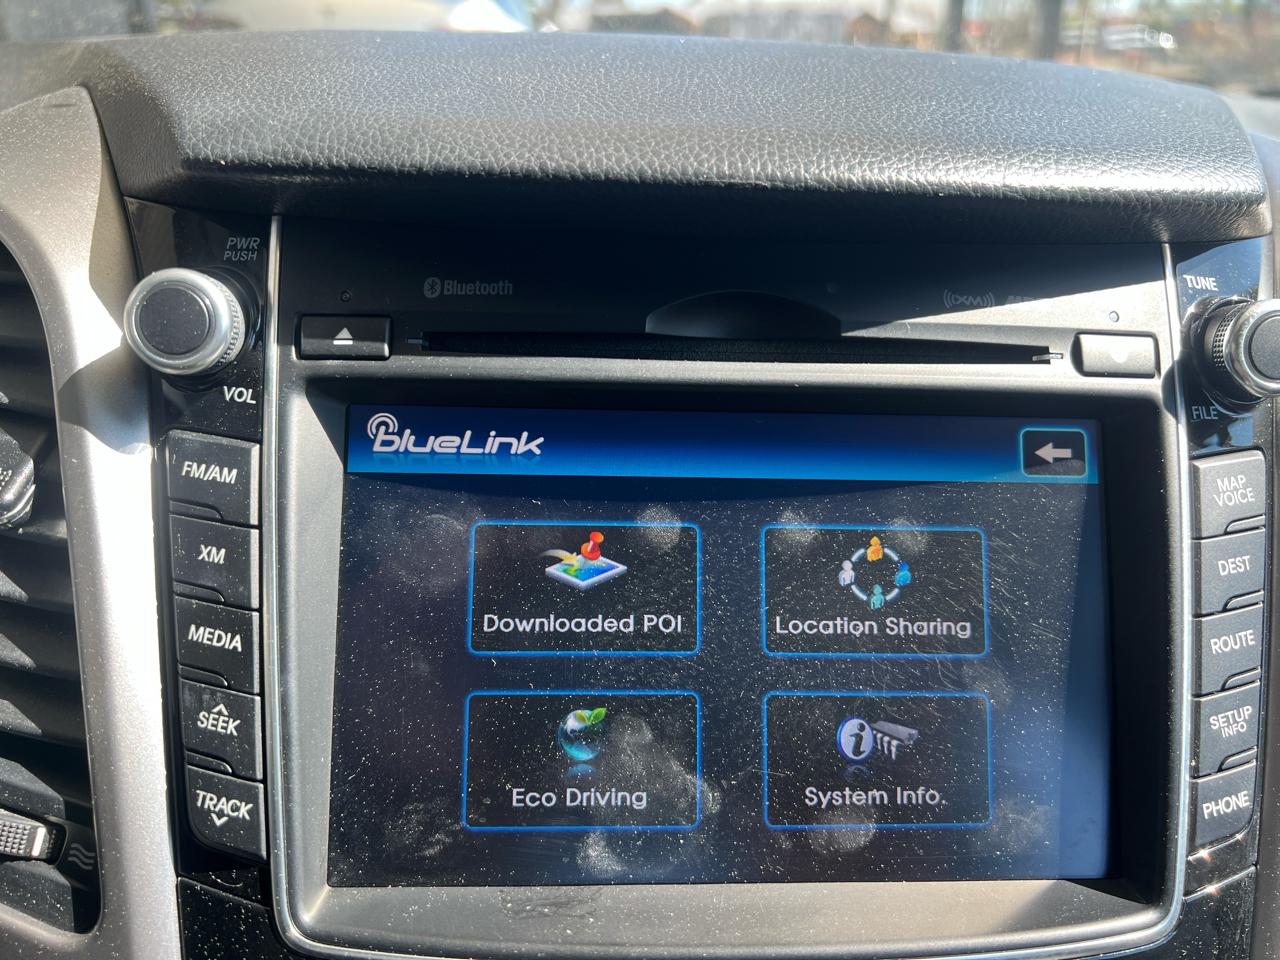 PWR
PUSH
Bluetooth
XM
TUNE
VOL
FILE
blueLink
FM/AM
XM
MEDIA
SEEK
TRACK
Downloaded POI
Location Sharing
Eco Driving
System Info.
MAP
VOICE
DEST
ROUTE
SETUP
INFO
PHONE